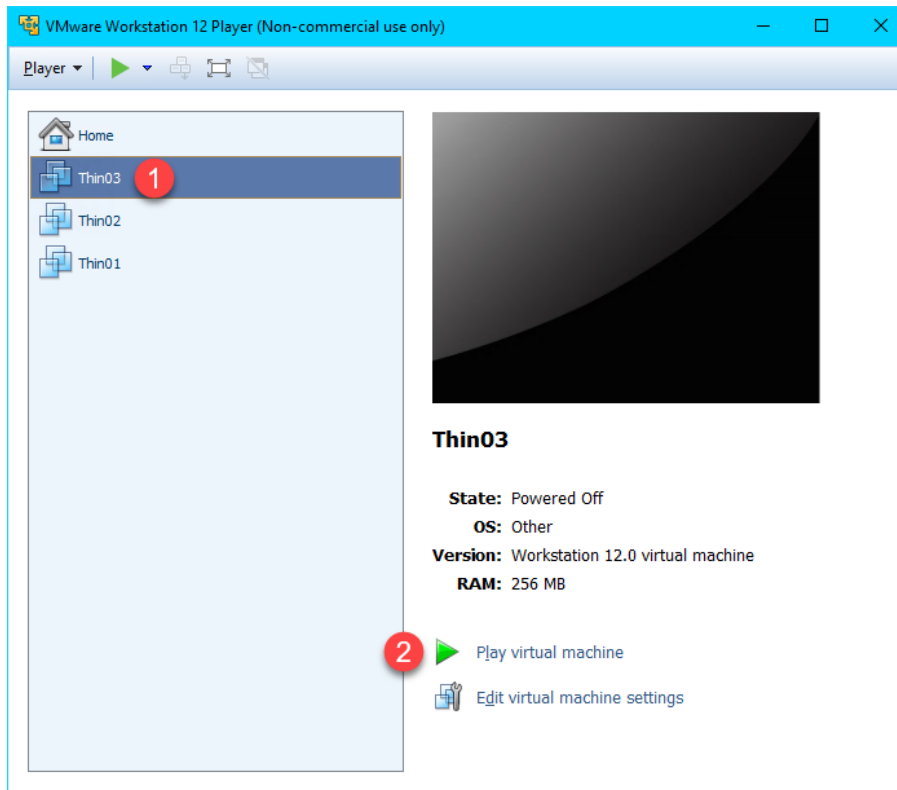 VMware Workstation 12 Player (Non-commercial use only)
Player
Home
Thin03 1
Thin02
Thin01
Thin03
State: Powered Off
OS: Other
Version: Workstation 12.0 virtual machine
RAM: 256 MB
2 Play virtual machine
Edit virtual machine settings